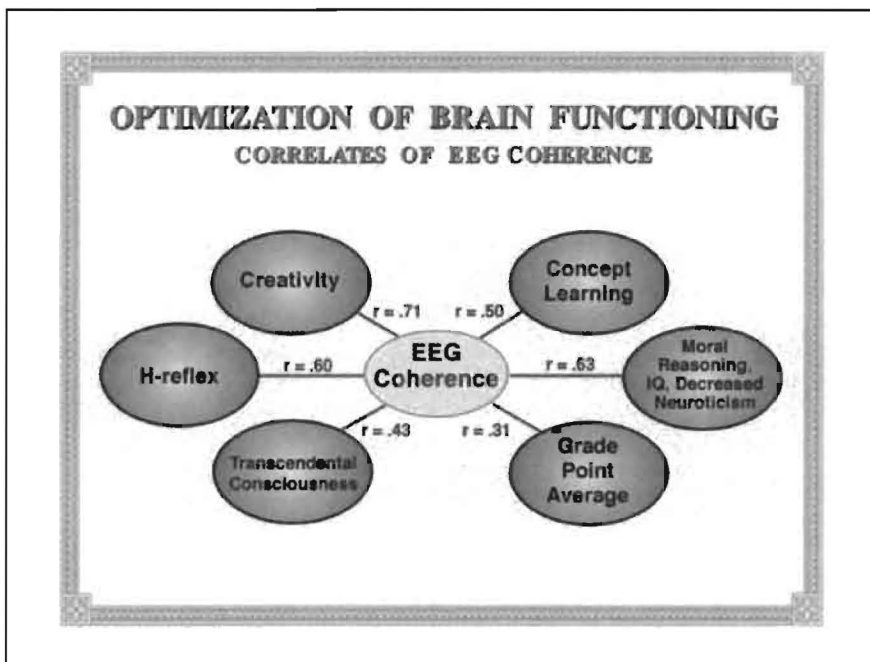 OPTIMIZATION OF BRAIN FUNCTIONING
CORRELATES OF EEG COHERENCE
Creativity
Concept
Learning
r = .71
r = .50
H-reflex
r = .60
EEG
Coherence
r = .63
Moral
Reasoning,
IQ, Decreased
Neuroticism
r = .43
r = .31
Transcendental
Consciousness
Grade
Point
Average